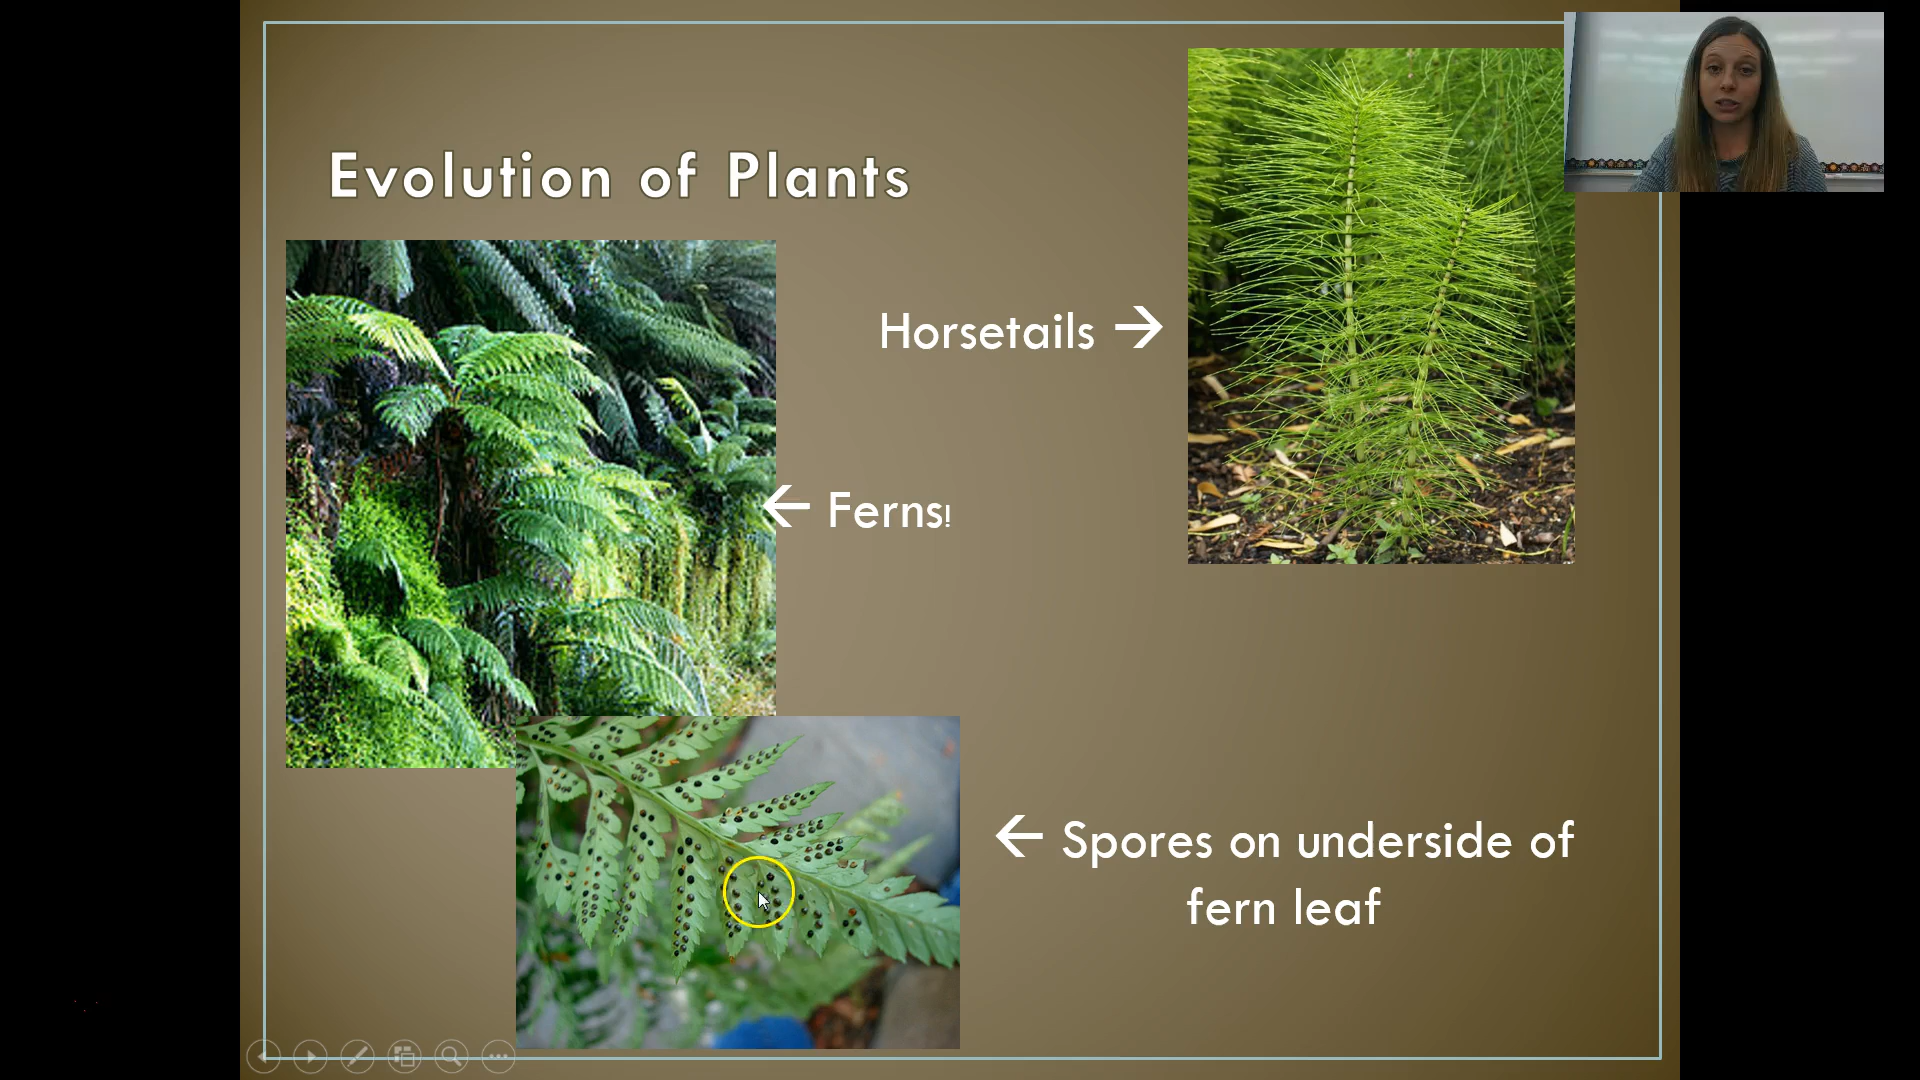 Evolution of Plants
Horsetails →
← Ferns!
← Spores on underside of
fern leaf